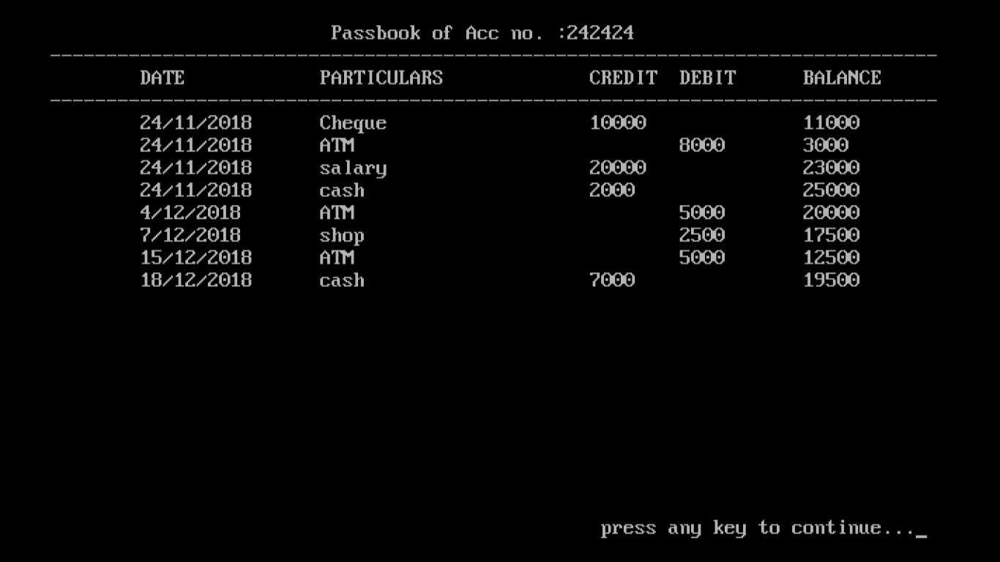 Passbook of Acc no. :242424
DATE PARTICULARS CREDIT DEBIT BALANCE
24/11/2018 Cheque 10000 11000
24/11/2018 ATM 8000 3000
24/11/2018 salary 20000 23000
24/11/2018 cash 2000 25000
4/12/2018 ATM 5000 20000
7/12/2018 shop 2500 17500
15/12/2018 ATM 5000 12500
18/12/2018 cash 7000 19500
press any key to continue..._